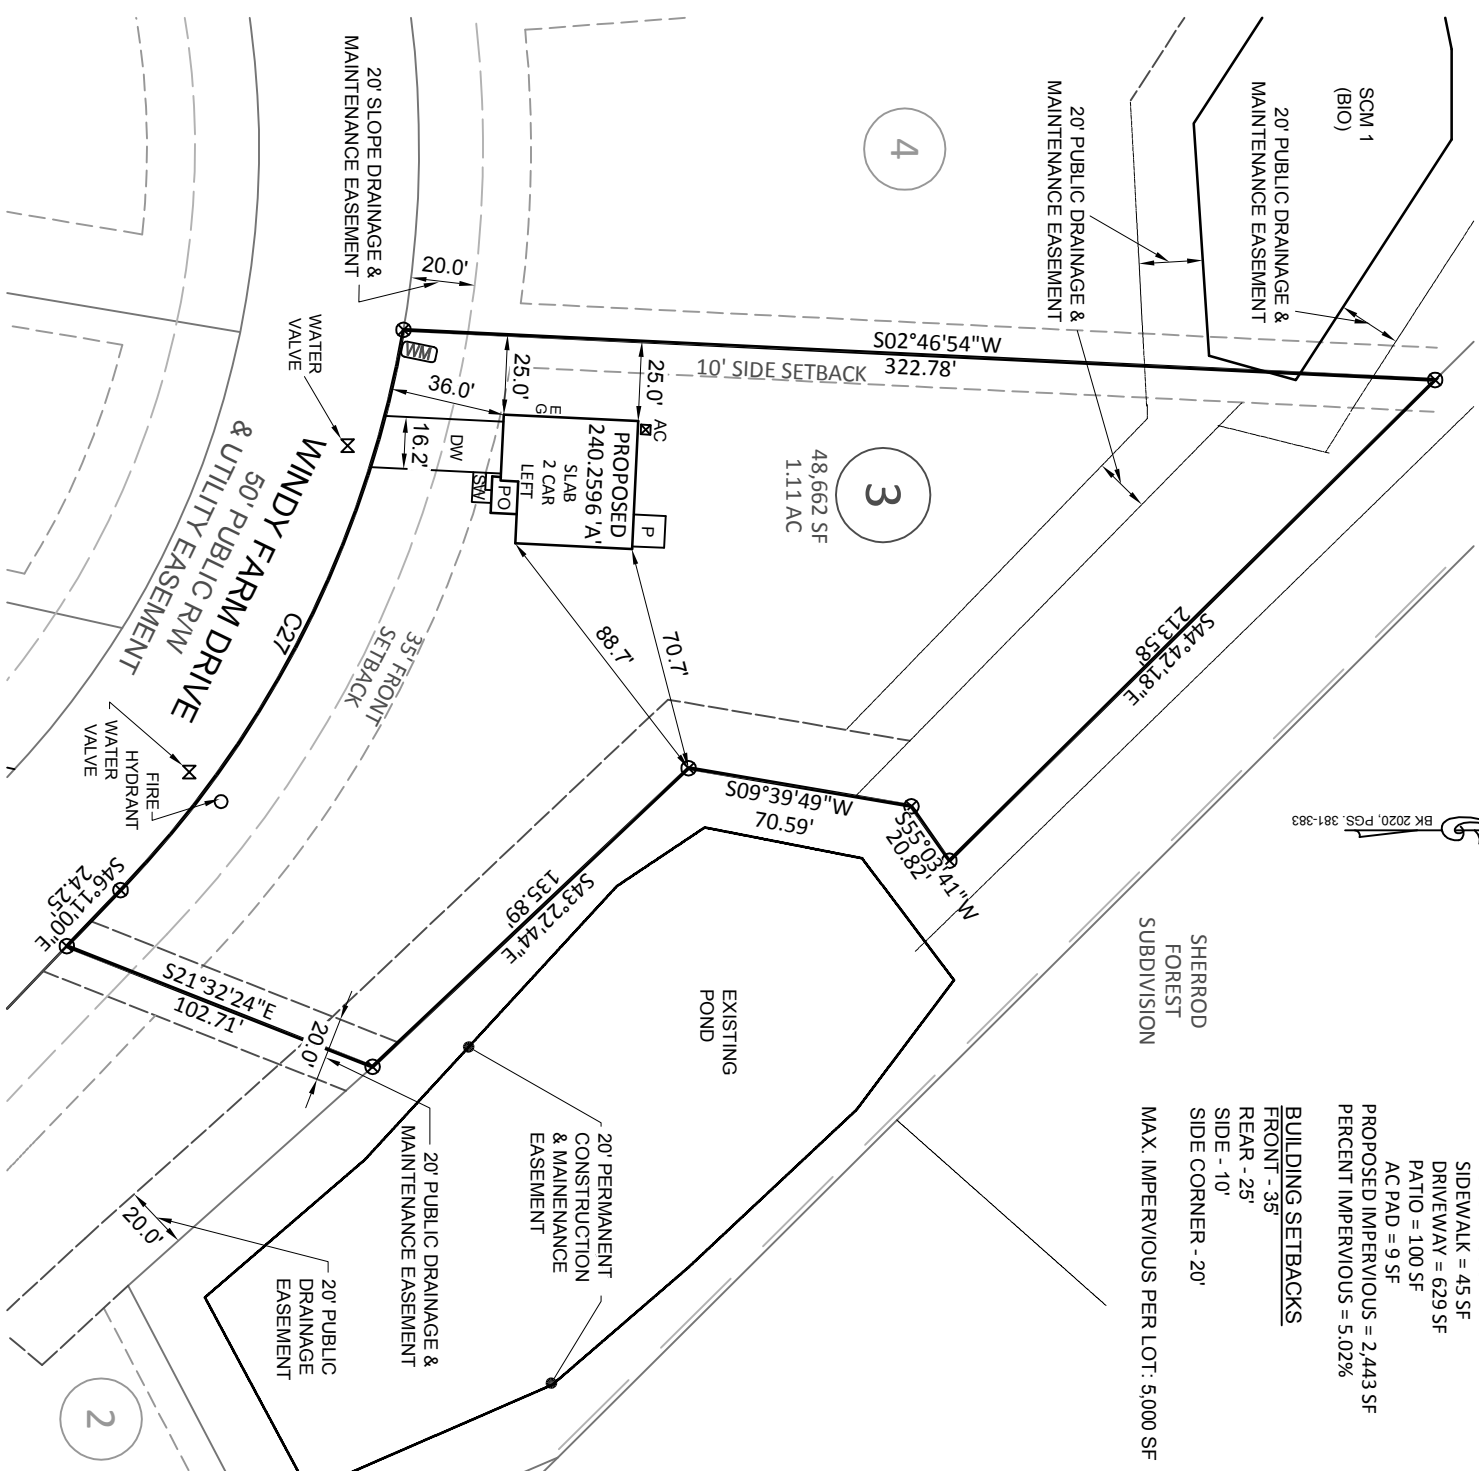 SCM 1
(BIO)
20' PUBLIC DRAINAGE &
MAINTENANCE EASEMENT
20' PUBLIC DRAINAGE &
MAINTENANCE EASEMENT
4
20' SLOPE DRAINAGE &
MAINTENANCE EASEMENT
20.0'
S02°46'54"W
322.78'
10' SIDE SETBACK
WM
WATER
VALVE
36.0'
25.0'
25.0'
AC
E
G
16.2'
DW
SW
PO
P
PROPOSED
240.2596 'A'
SLAB
2 CAR
LEFT
3
48,662 SF
1.11 AC
WINDY FARM DRIVE
50' PUBLIC R/W
& UTILITY EASEMENT
C27
35' FRONT
SETBACK
88.7'
70.7'
S44°42'18"E
213.58'
S09°39'49"W
70.59'
S55°03'41"W
20.82'
S43°22'44"E
135.89'
FIRE
HYDRANT
WATER
VALVE
S46°11'00"E
24.25'
S21°32'24"E
102.71'
20.0'
EXISTING
POND
BK 2020, PGS. 381-383
SHERROD
FOREST
SUBDIVISION
20' PERMANENT
CONSTRUCTION
& MAINENANCE
EASEMENT
20' PUBLIC DRAINAGE &
MAINTENANCE EASEMENT
20.0'
20' PUBLIC
DRAINAGE
EASEMENT
2
SIDEWALK = 45 SF
DRIVEWAY = 629 SF
PATIO = 100 SF
AC PAD = 9 SF
PROPOSED IMPERVIOUS = 2,443 SF
PERCENT IMPERVIOUS = 5.02%
BUILDING SETBACKS
FRONT - 35'
REAR - 25'
SIDE - 10'
SIDE CORNER - 20'
MAX. IMPERVIOUS PER LOT: 5,000 SF